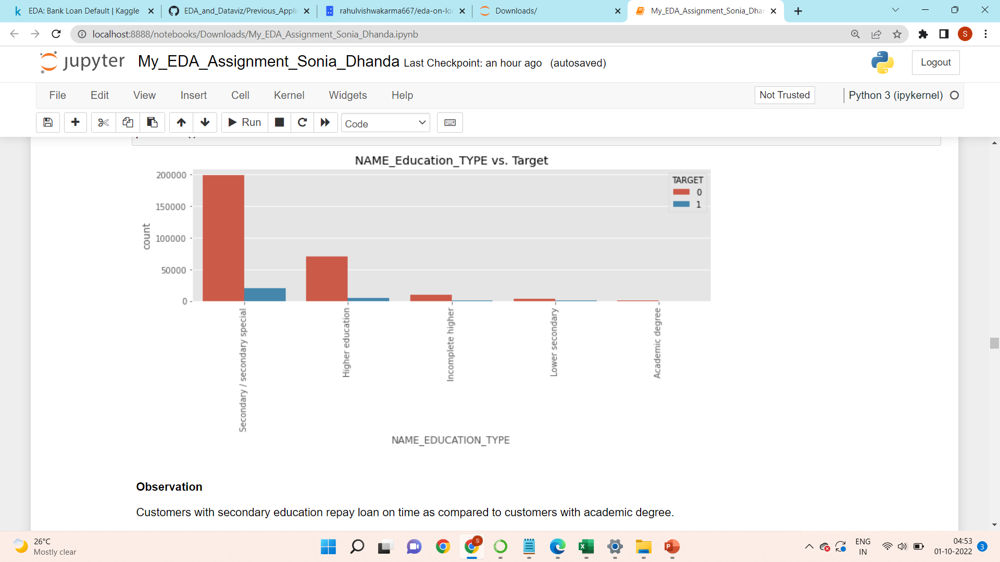 EDA: Bank Loan Default | Kaggle
EDA_and_Dataviz/Previous_Appli
rahulvishwakarma667/eda-on-loa
Downloads/
My_EDA_Assignment_Sonia_Dhan
localhost:8888/notebooks/Downloads/My_EDA_Assignment_Sonia_Dhanda.ipynb
S
jupyter My_EDA_Assignment_Sonia_Dhanda Last Checkpoint: an hour ago (autosaved)
Logout
File Edit View Insert Cell Kernel Widgets Help
Not Trusted
Python 3 (ipykernel)
Run
Code
NAME_Education_TYPE vs. Target
200000
150000
100000
50000
0
count
TARGET
0
1
Secondary / secondary special
Higher education
Incomplete higher
Lower secondary
Academic degree
NAME_EDUCATION_TYPE
Observation
Customers with secondary education repay loan on time as compared to customers with academic degree.
26°C
Mostly clear
S
ENG
IN
04:53
01-10-2022
3